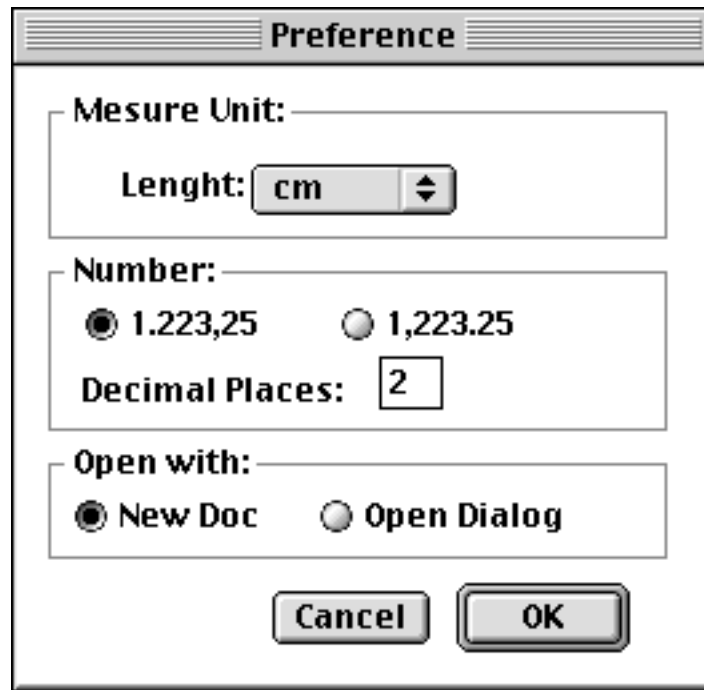 Preference
Mesure Unit:
Lenght: cm
Number:
1.223,25 1,223.25
Decimal Places: 2
Open with:
New Doc Open Dialog
Cancel OK